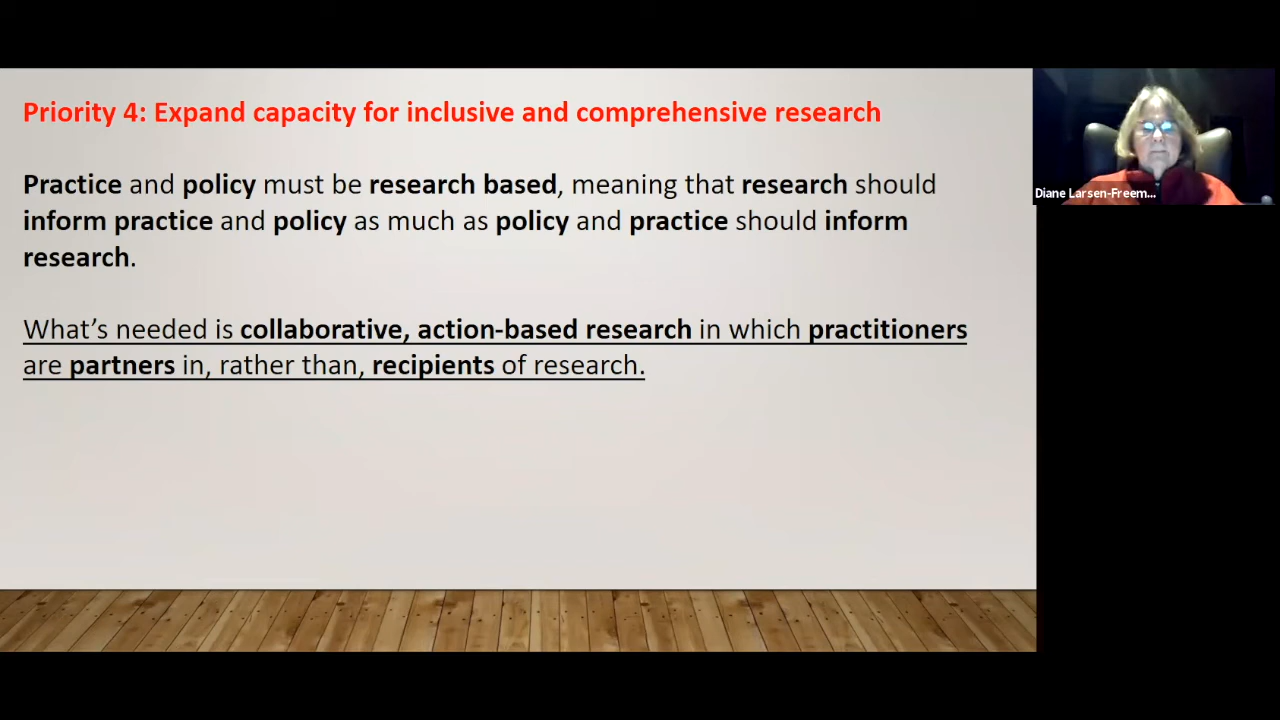 Priority 4: Expand capacity for inclusive and comprehensive research
Practice and policy must be research based, meaning that research should
inform practice and policy as much as policy and practice should inform
research.
What’s needed is collaborative, action-based research in which practitioners
are partners in, rather than, recipients of research.
Diane Larsen-Freem...